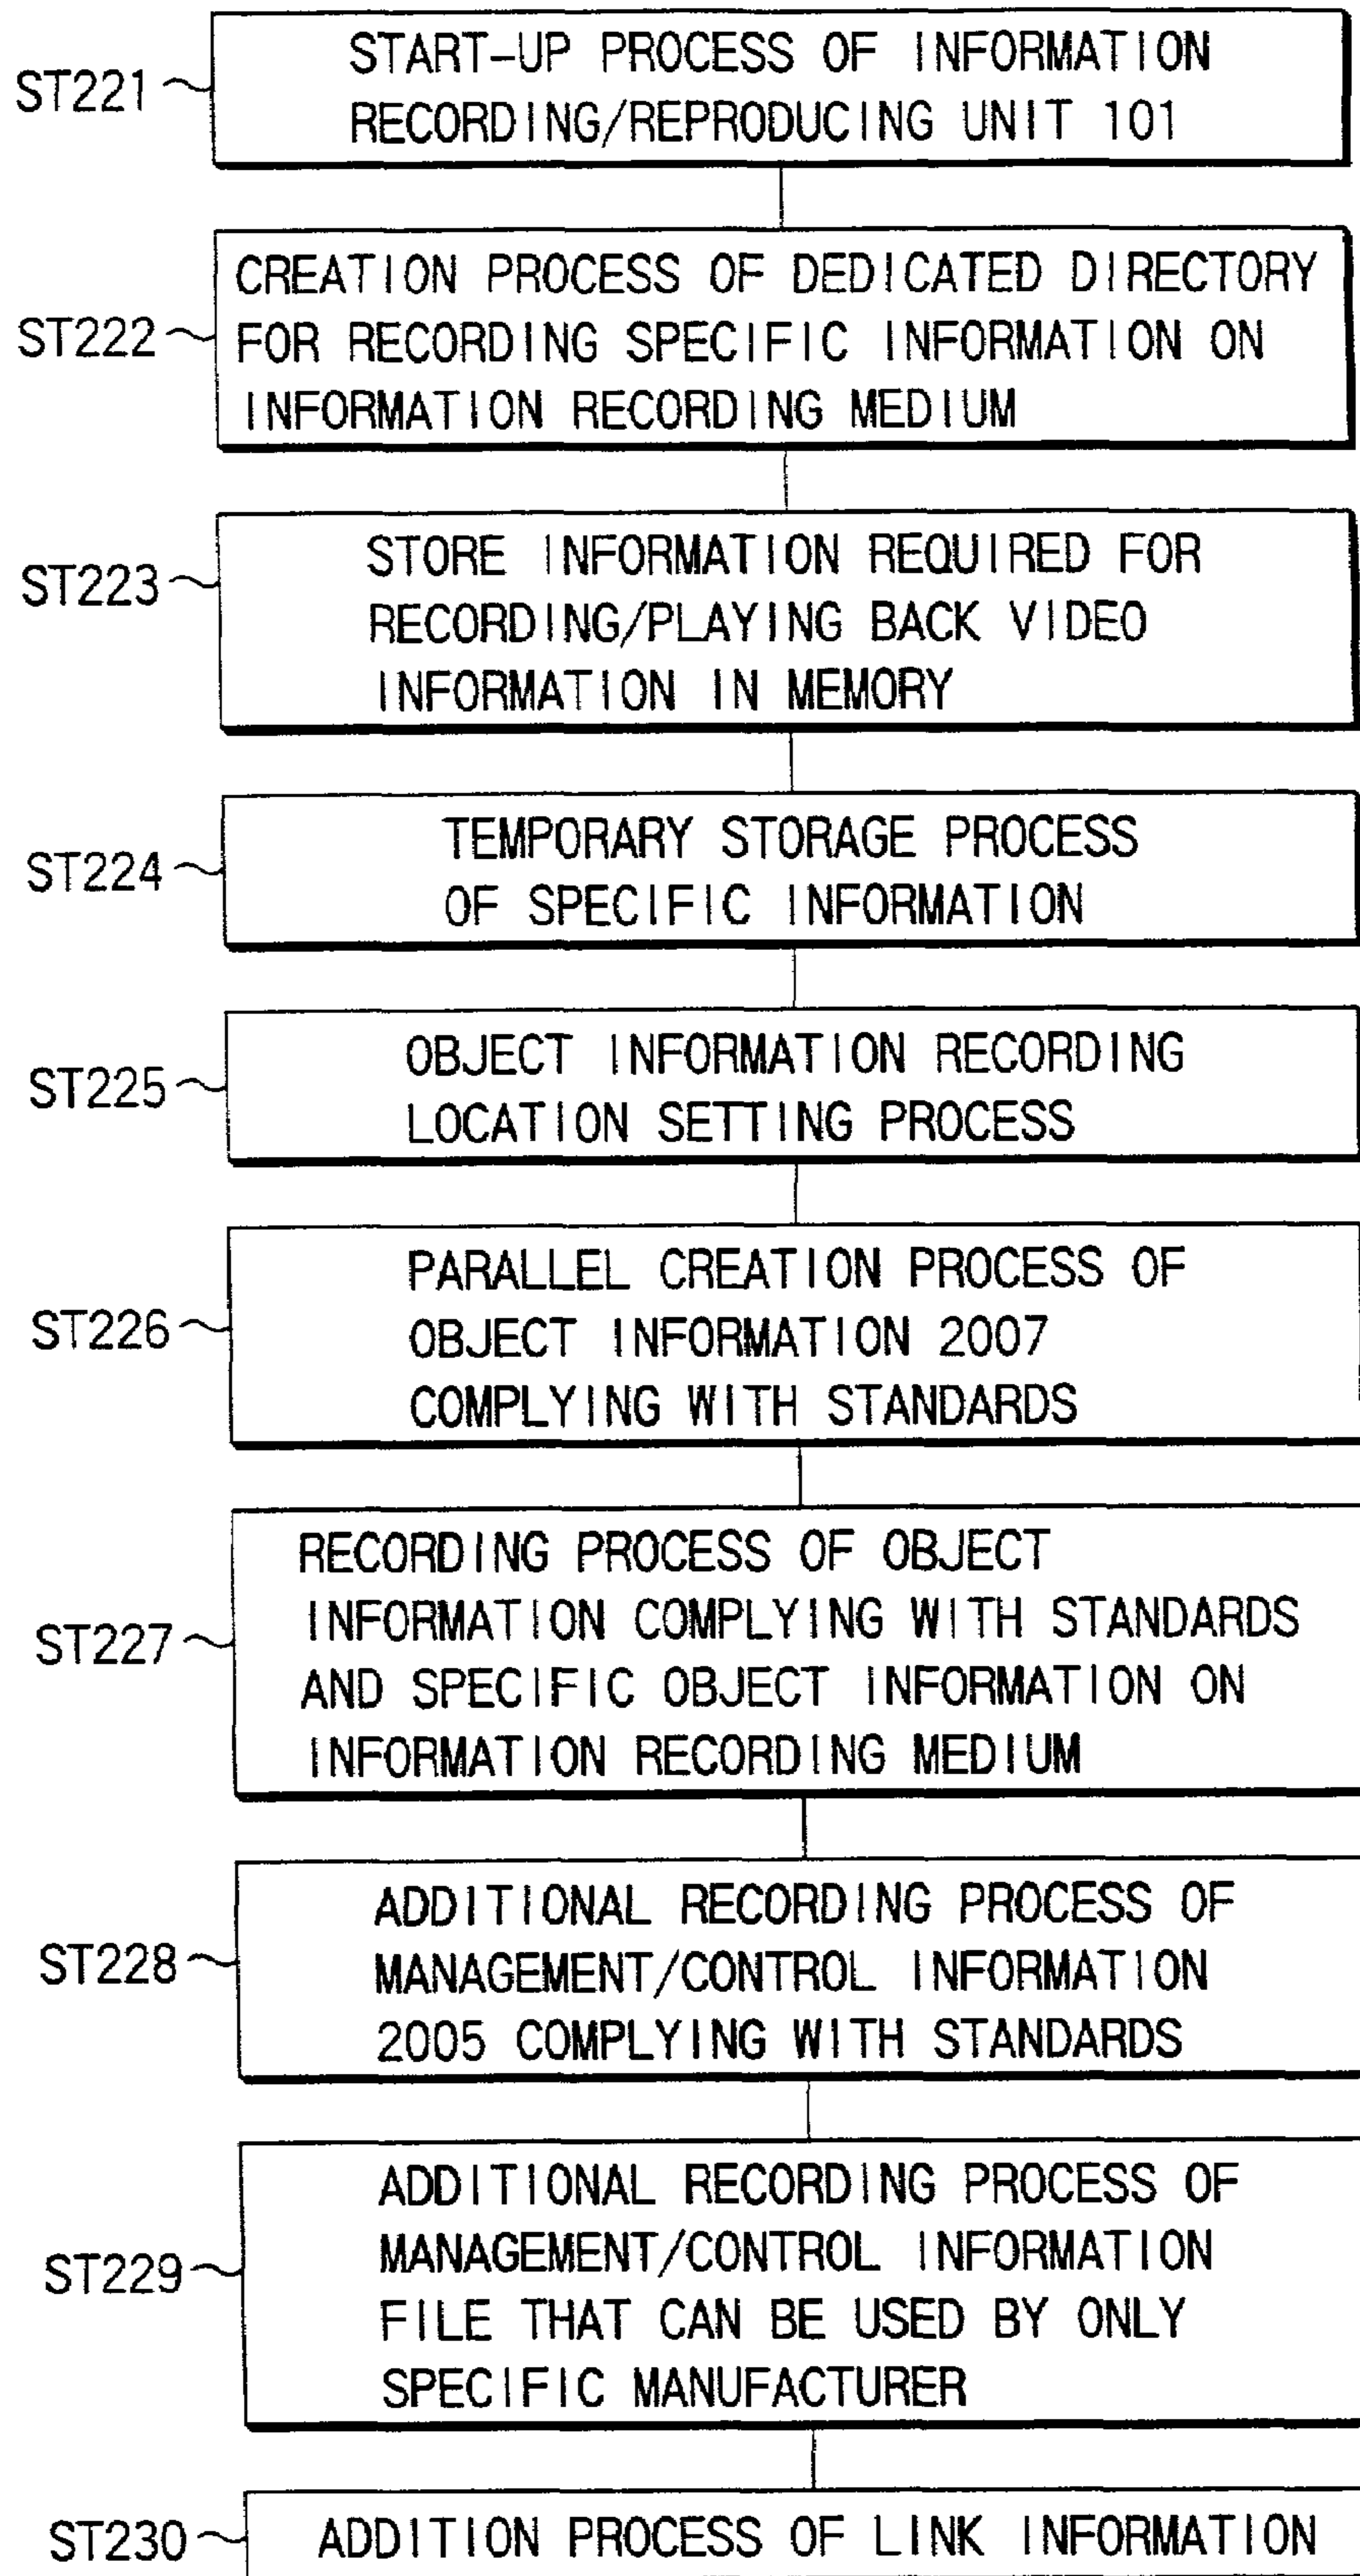 START-UP PROCESS OF INFORMATION
ST221
RECORDING/REPRODUCING UNIT 101
CREATION PROCESS OF DEDICATED DIRECTORY
ST222
FOR RECORDING SPECIFIC INFORMATION ON
INFORMATION RECORDING MEDIUM
STORE INFORMATION REQUIRED FOR
ST223
RECORDING/PLAYING BACK VIDEO
INFORMATION IN MEMORY
TEMPORARY STORAGE PROCESS
ST224
OF SPECIFIC INFORMATION
OBJECT INFORMATION RECORDING
ST225
LOCATION SETTING PROCESS
PARALLEL CREATION PROCESS OF
ST226
OBJECT INFORMATION 2007
COMPLYING WITH STANDARDS
RECORDING PROCESS OF OBJECT
INFORMATION COMPLYING WITH STANDARDS
ST227
AND SPECIFIC OBJECT INFORMATION ON
INFORMATION RECORDING MEDIUM
ADDITIONAL RECORDING PROCESS OF
ST228
MANAGEMENT/CONTROL INFORMATION
2005 COMPLYING WITH STANDARDS
ADDITIONAL RECORDING PROCESS OF
MANAGEMENT/CONTROL INFORMATION
ST229
FILE THAT CAN BE USED BY ONLY
SPECIFIC MANUFACTURER
ST230
ADDITION PROCESS OF LINK INFORMATION